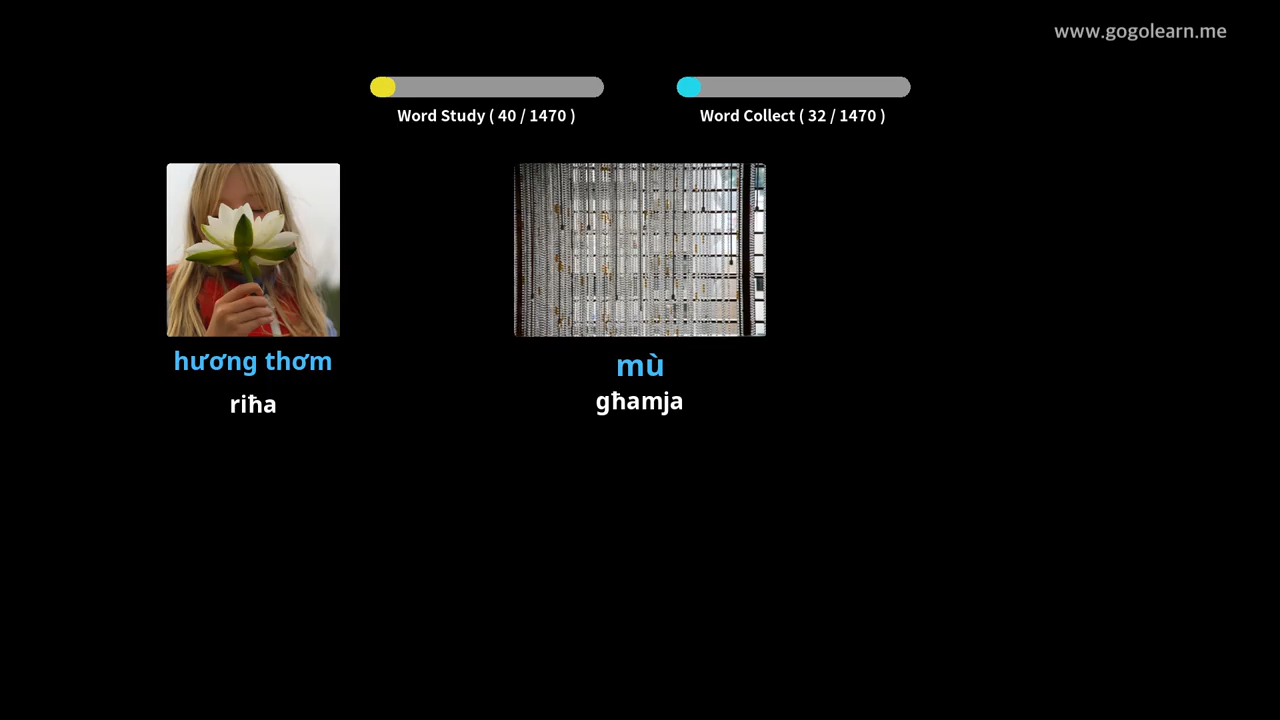 www.gogolearn.me
Word Study ( 40 / 1470 )
Word Collect ( 32 / 1470 )
hương thơm
riħa
mù
għamja